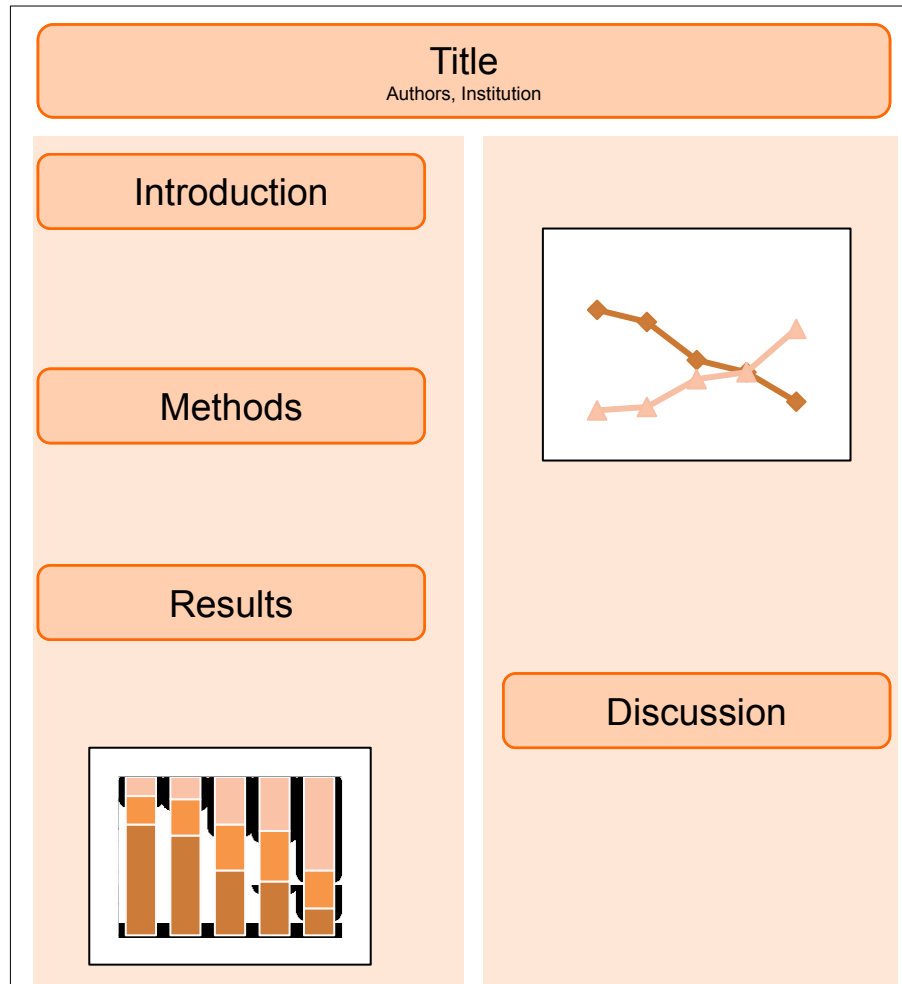 Title
Authors, Institution
Introduction
Methods
Results
Discussion